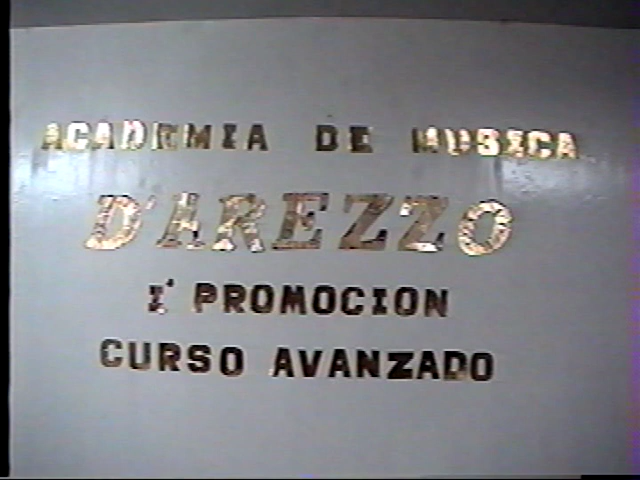 ACADEMIA DE MUSICA
D'AREZZO
I° PROMOCION
CURSO AVANZADO